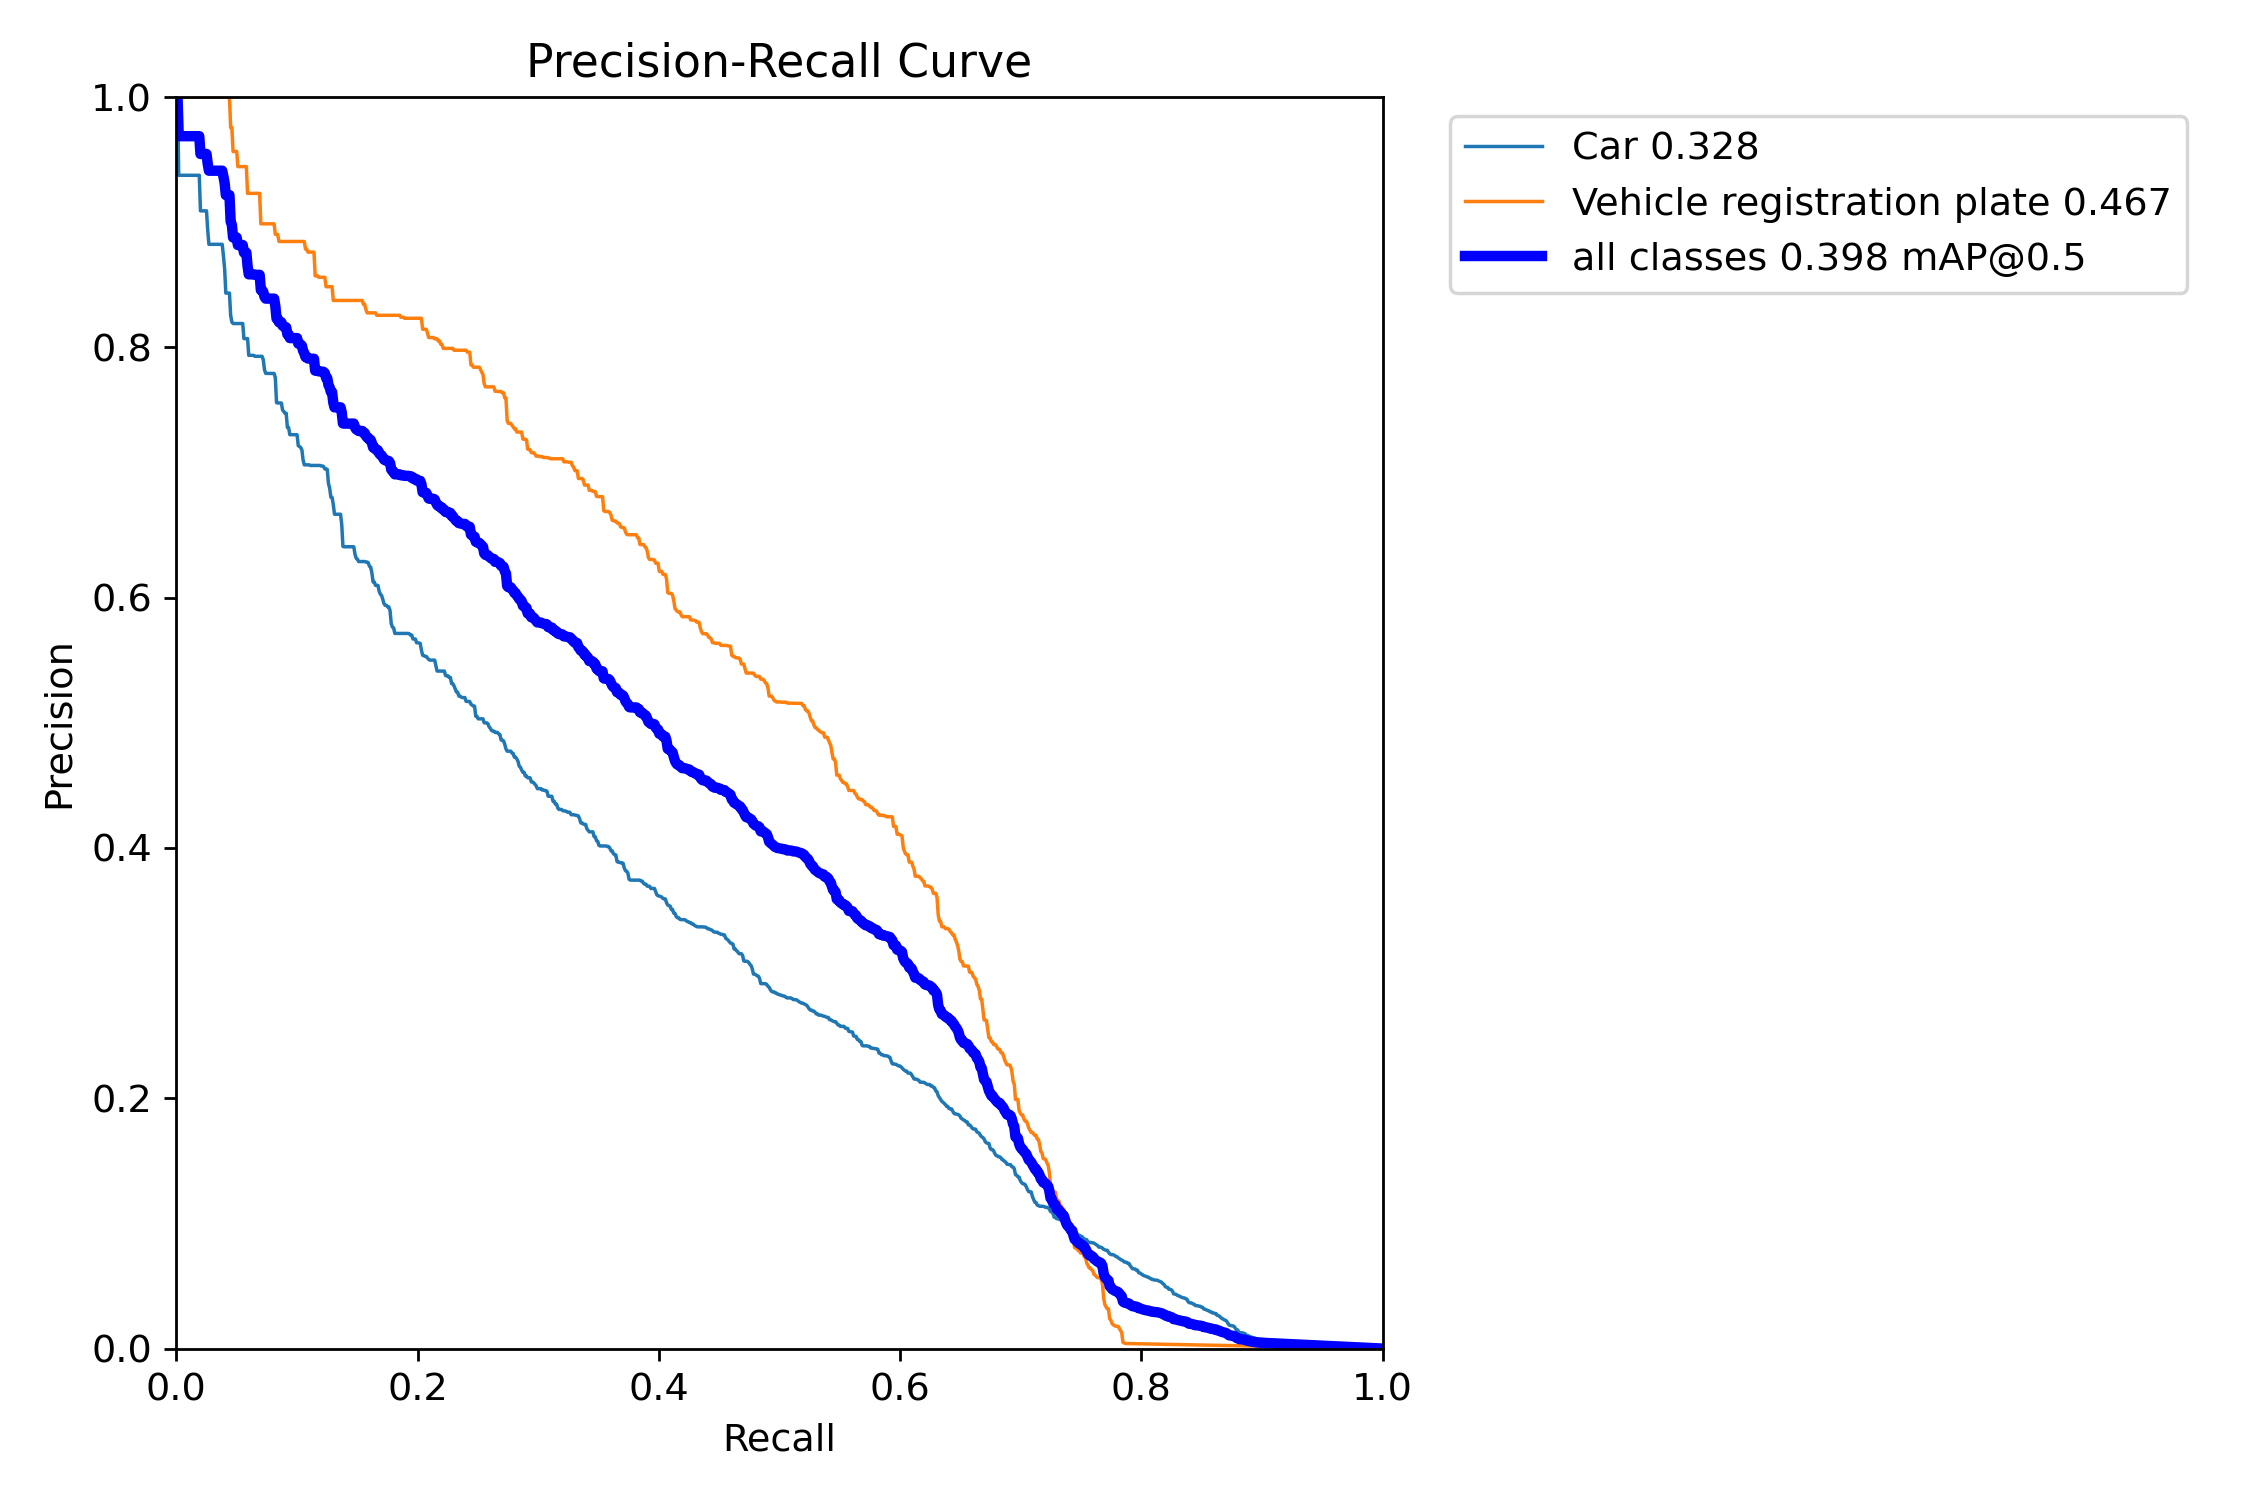 Precision-Recall Curve
1.0
0.8
0.6
0.4
0.2
0.0
Precision
0.0 0.2 0.4 0.6 0.8 1.0
Recall
Car 0.328
Vehicle registration plate 0.467
all classes 0.398 mAP@0.5